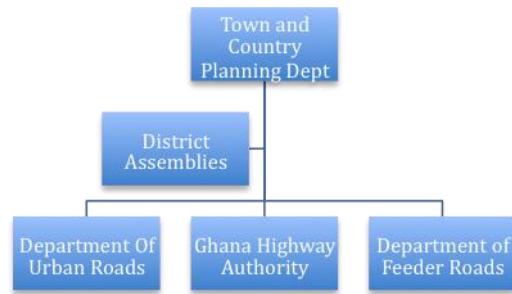 Town and
Country
Planning Dept
District
Assemblies
Department Of
Urban Roads
Ghana Highway
Authority
Department of
Feeder Roads